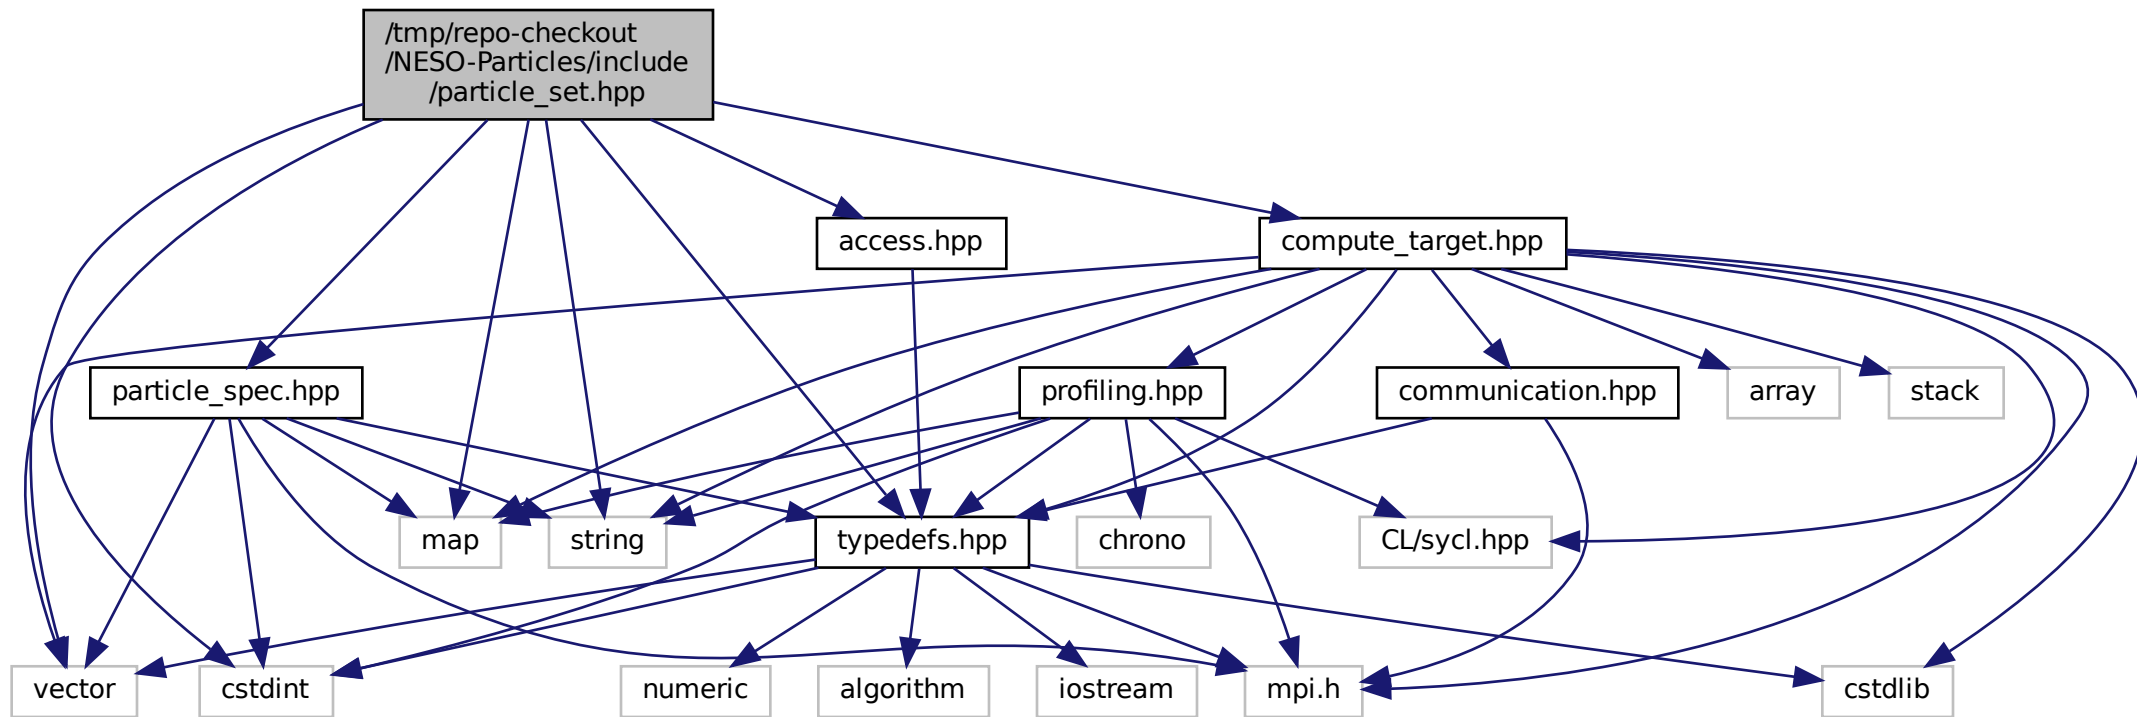 /tmp/repo-checkout
/NESO-Particles/include
/particle_set.hpp
access.hpp
compute_target.hpp
particle_spec.hpp
profiling.hpp
communication.hpp
array
stack
map
string
typedefs.hpp
chrono
CL/sycl.hpp
vector
cstdint
numeric
algorithm
iostream
mpi.h
cstdlib